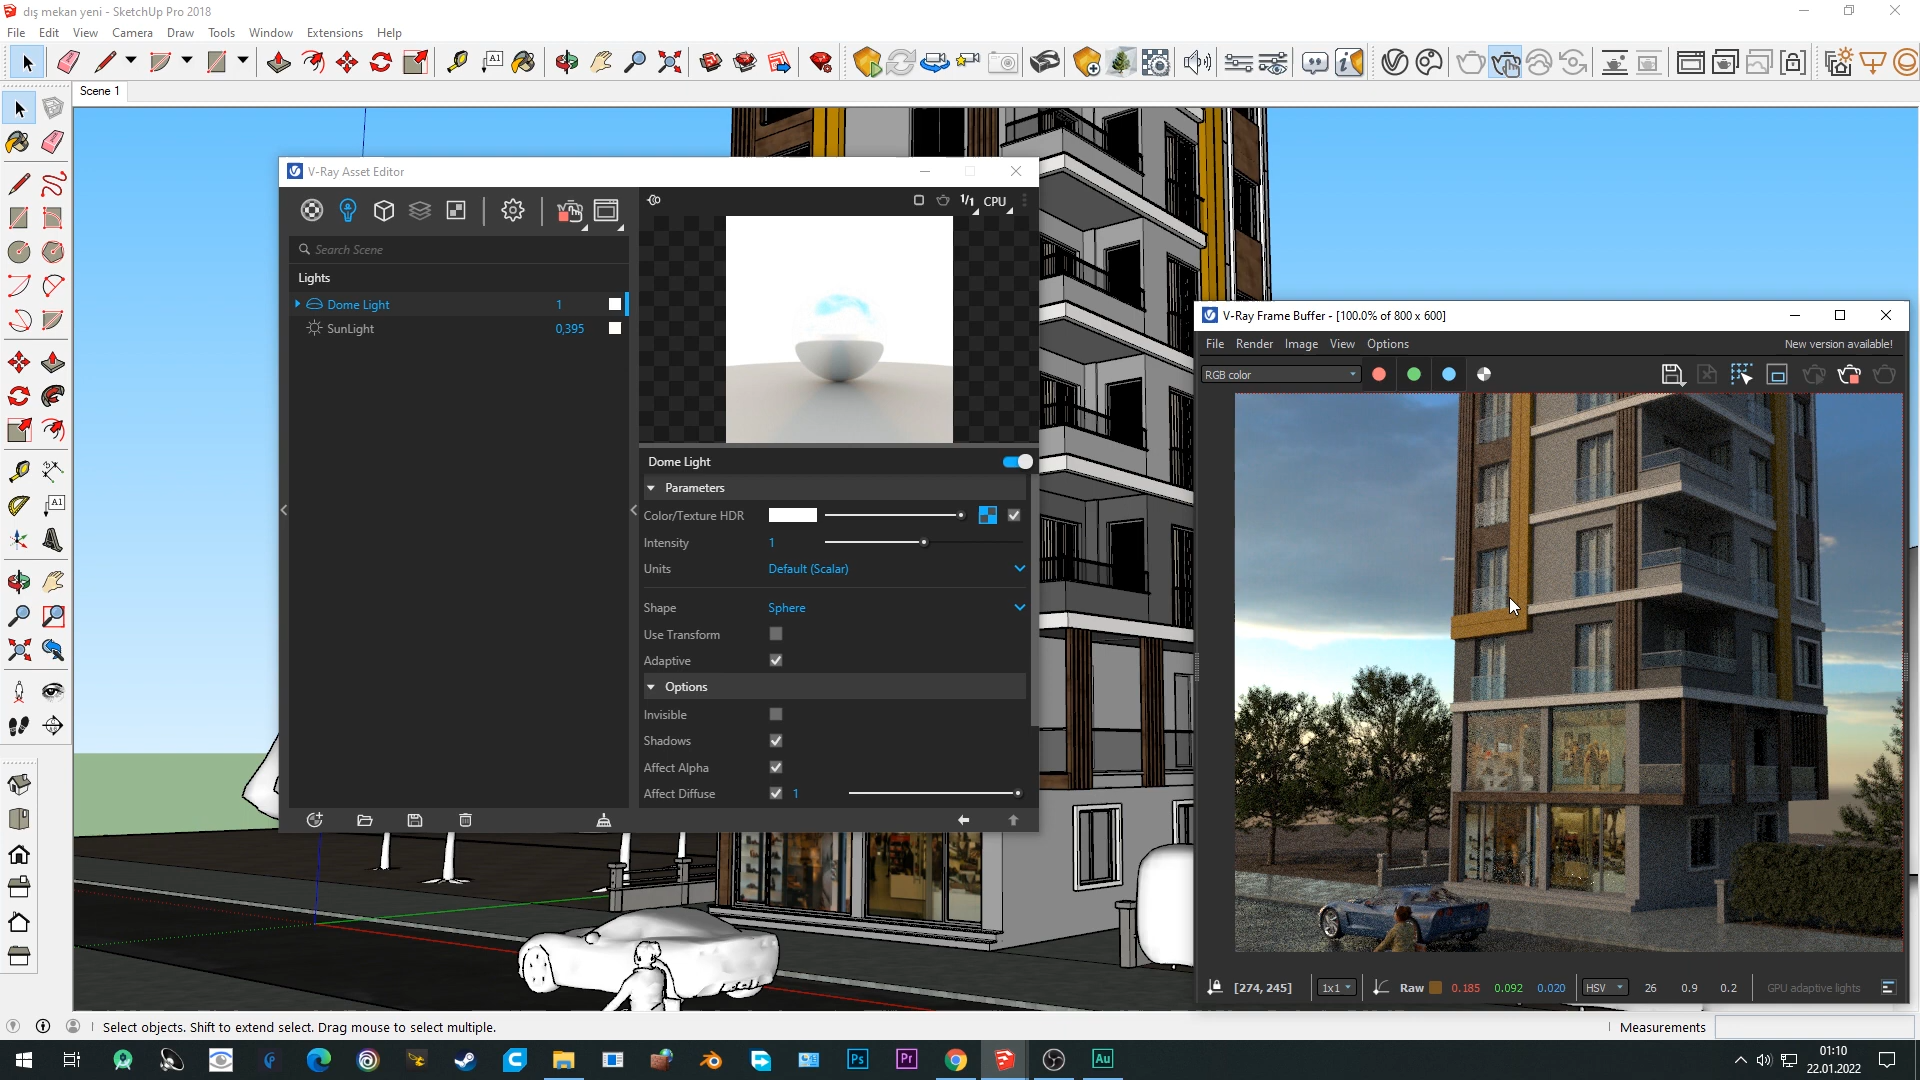 dış mekan yeni - SketchUp Pro 2018
File Edit View Camera Draw Tools Window Extensions Help
Scene 1
V-Ray Asset Editor
1/1 CPU
Search Scene
Lights
Dome Light 1
SunLight 0,395
Dome Light
Parameters
Color/Texture HDR
Intensity 1
Units Default (Scalar)
Shape Sphere
Use Transform
Adaptive
Options
Invisible
Shadows
Affect Alpha
Affect Diffuse 1
V-Ray Frame Buffer - [100.0% of 800 x 600]
File Render Image View Options New version available!
RGB color
[274, 245] 1x1 Raw 0.185 0.092 0.020 HSV 26 0.9 0.2 GPU adaptive lights
Select objects. Shift to extend select. Drag mouse to select multiple. Measurements
Ps Pr Au
01:10
22.01.2022